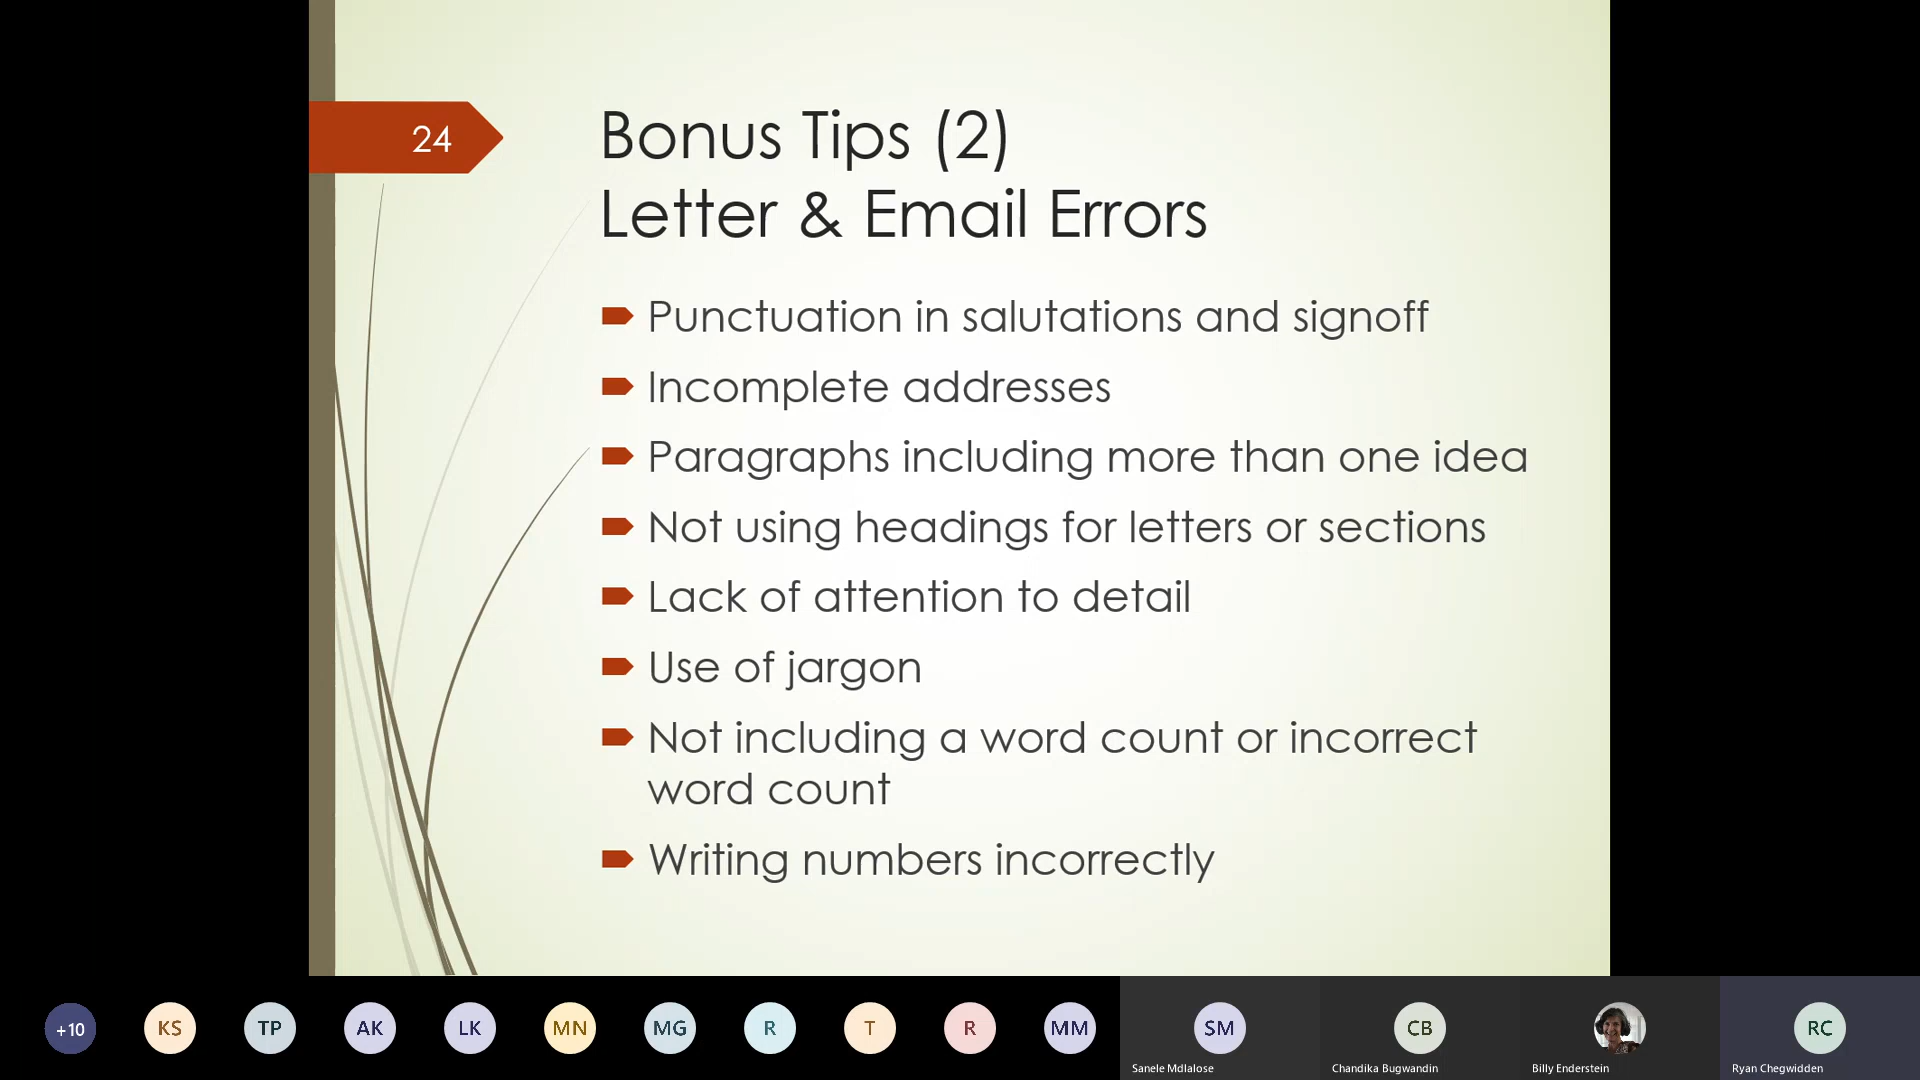 24
Bonus Tips (2)
Letter & Email Errors
Punctuation in salutations and signoff
Incomplete addresses
Paragraphs including more than one idea
Not using headings for letters or sections
Lack of attention to detail
Use of jargon
Not including a word count or incorrect
word count
Writing numbers incorrectly
+10 KS TP AK LK MN MG R T R MM SM CB RC
Sanele Mdlalose Chandika Bugwandin Billy Enderstein Ryan Chegwidden